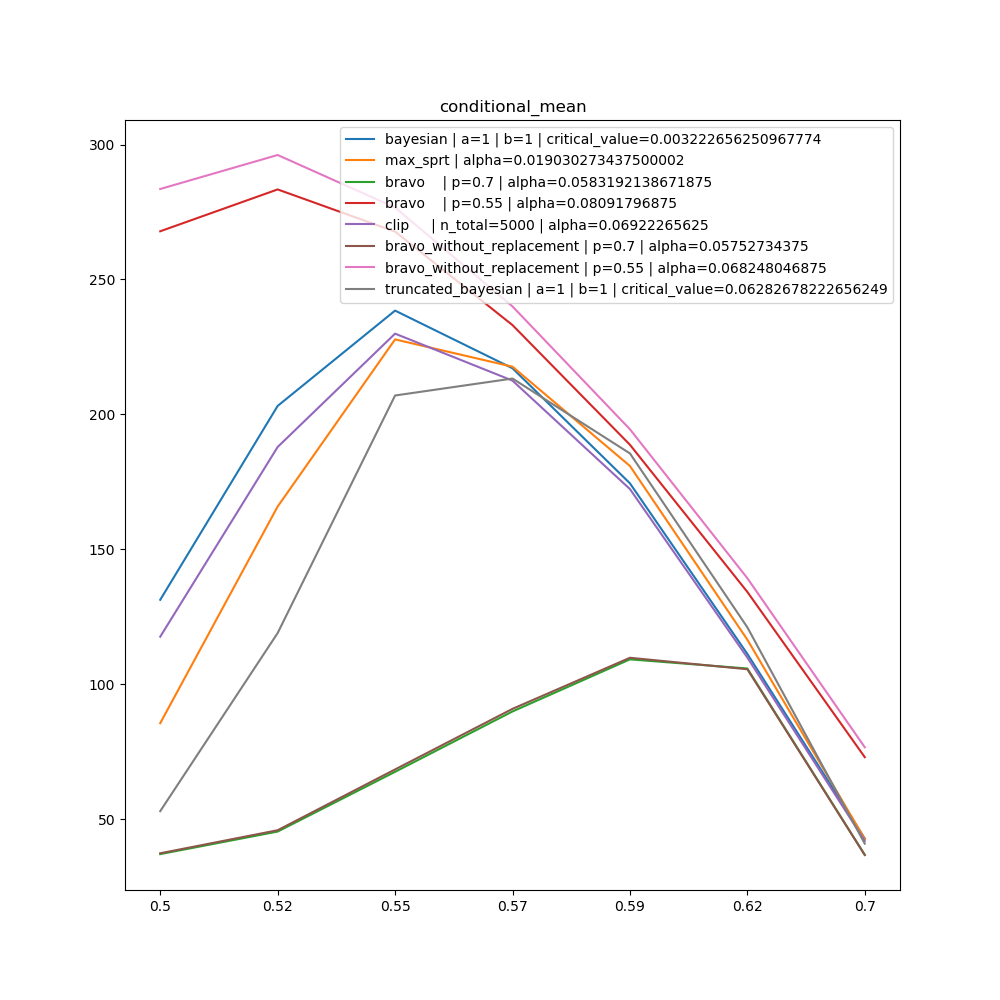 conditional_mean
300
250
200
150
100
50
bayesian | a=1 | b=1 | critical_value=0.003222656250967774
max_sprt | alpha=0.019030273437500002
bravo    | p=0.7 | alpha=0.0583192138671875
bravo    | p=0.55 | alpha=0.08091796875
clip     | n_total=5000 | alpha=0.06922265625
bravo_without_replacement | p=0.7 | alpha=0.05752734375
bravo_without_replacement | p=0.55 | alpha=0.068248046875
truncated_bayesian | a=1 | b=1 | critical_value=0.06282678222656249
0.5 0.52 0.55 0.57 0.59 0.62 0.7